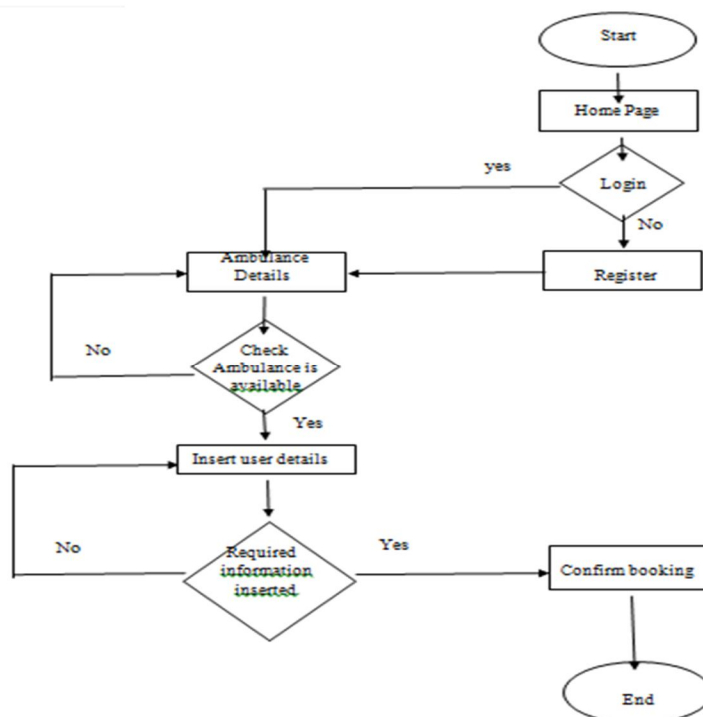 Start
Home Page
yes
Login
No
Ambulance
Details
Register
No
Check
Ambulance is
available
Yes
Insert user details
No
Required
information
inserted
Yes
Confirm booking
End